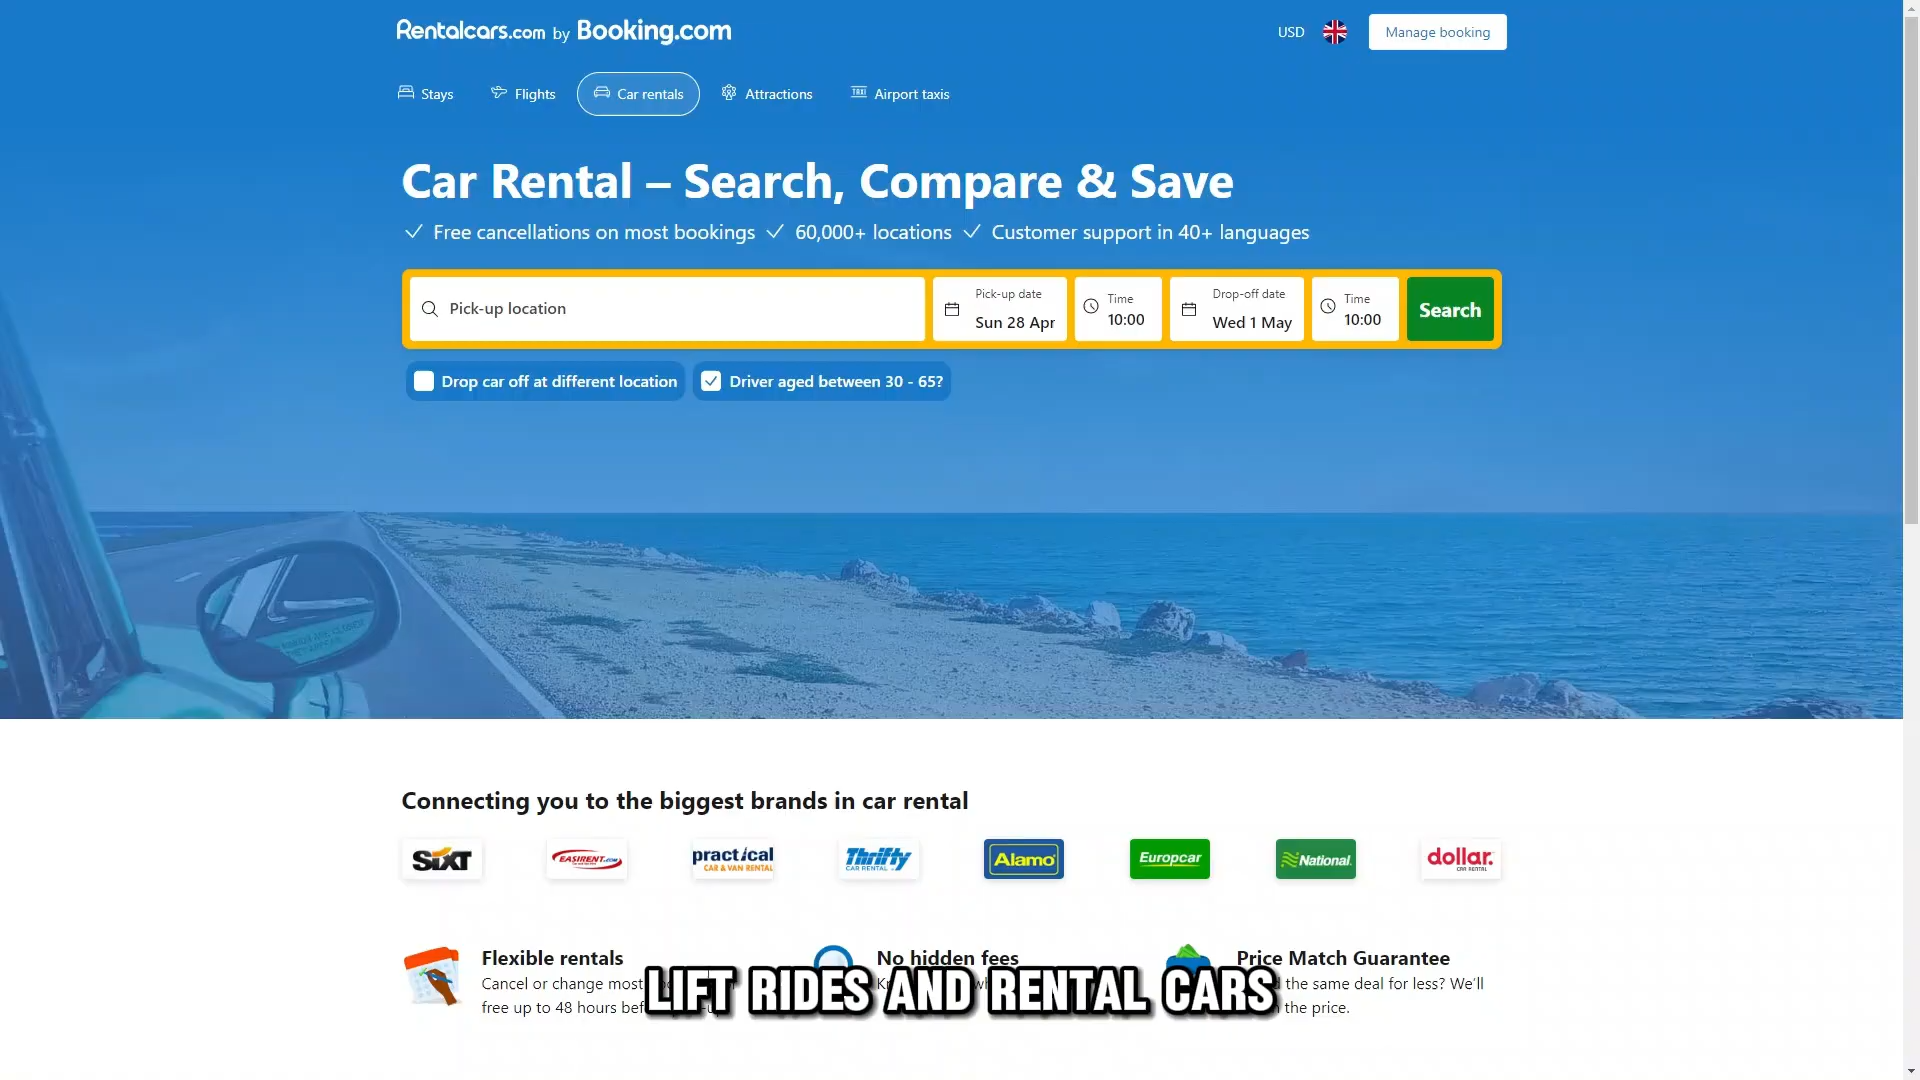 Rentalcars.com by Booking.com
USD
Manage booking
Stays
Flights
Car rentals
Attractions
TAXI
Airport taxis
Car Rental – Search, Compare & Save
Free cancellations on most bookings
60,000+ locations
Customer support in 40+ languages
Pick-up location
Pick-up date
Sun 28 Apr
Time
10:00
Drop-off date
Wed 1 May
Time
10:00
Search
Drop car off at different location
Driver aged between 30 - 65?
Connecting you to the biggest brands in car rental
SiXT
EASIRENT.COM
practical
CAR & VAN RENTAL
Thrifty
CAR RENTAL
Alamo
Europcar
National
dollar.
CAR RENTAL
Flexible rentals
Cancel or change most
free up to 48 hours
No hidden fees
Price Match Guarantee
the same deal for less? We'll
the price.
LIFT RIDES AND RENTAL CARS